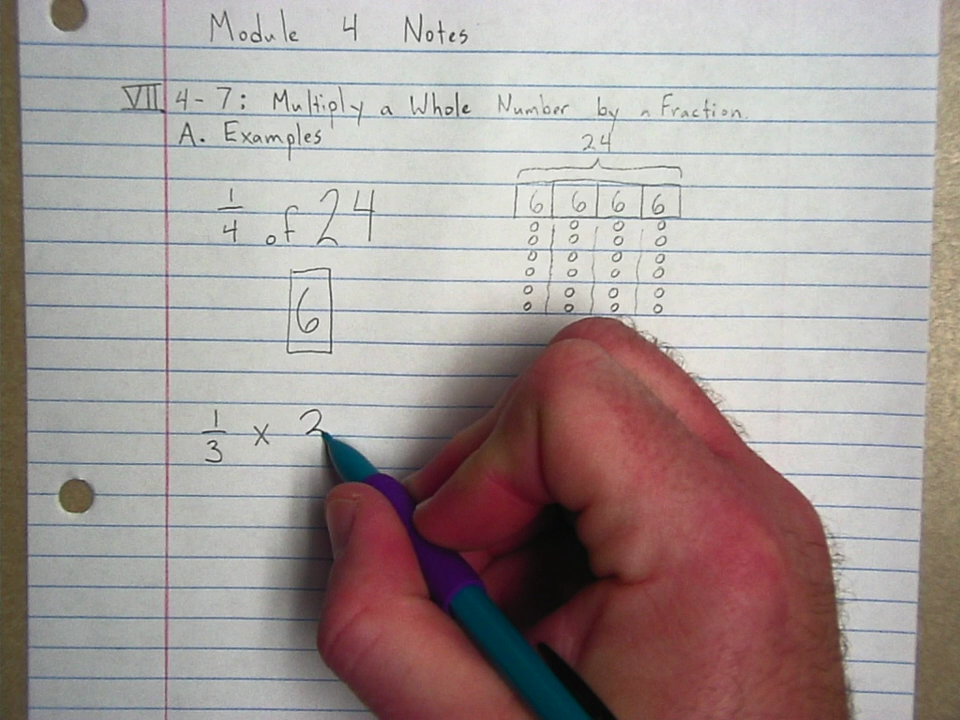 Module 4 Notes
VII. 4-7: Multiply a Whole Number by a Fraction.
A. Examples
24
1/4 of 24
6 6 6 6
6
1/3 x 2